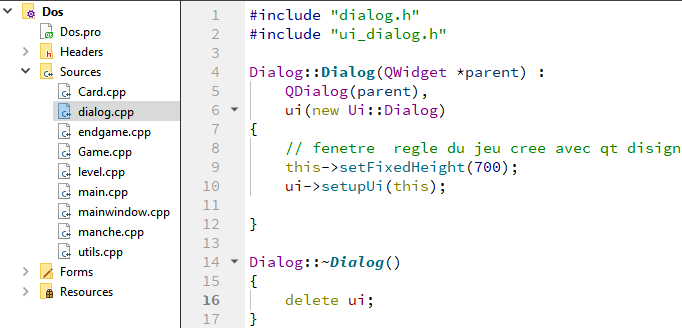 Dos
Dos.pro
Headers
Sources
Card.cpp
dialog.cpp
endgame.cpp
Game.cpp
level.cpp
main.cpp
mainwindow.cpp
manche.cpp
utils.cpp
Forms
Resources
1 #include "dialog.h"
2 #include "ui_dialog.h"
3
4 Dialog::Dialog(QWidget *parent) :
5     QDialog(parent),
6     ui(new Ui::Dialog)
7 {
8     // fenetre  regle du jeu cree avec qt disign
9     this->setFixedHeight(700);
10     ui->setupUi(this);
11
12 }
13
14 Dialog::~Dialog()
15 {
16     delete ui;
17 }